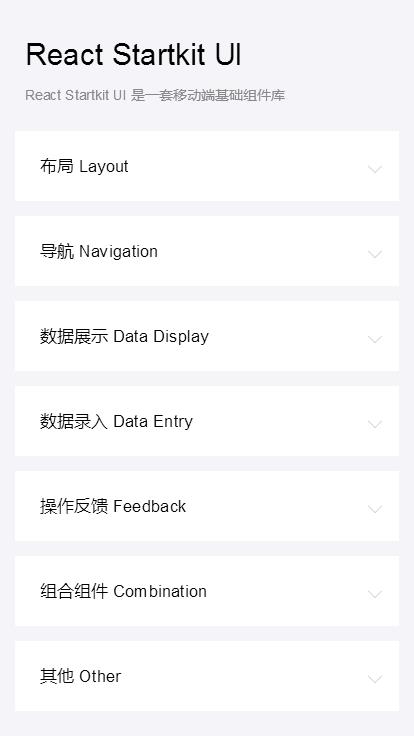 React Startkit UI
React Startkit UI 是一套移动端基础组件库
布局 Layout
导航 Navigation
数据展示 Data Display
数据录入 Data Entry
操作反馈 Feedback
组合组件 Combination
其他 Other